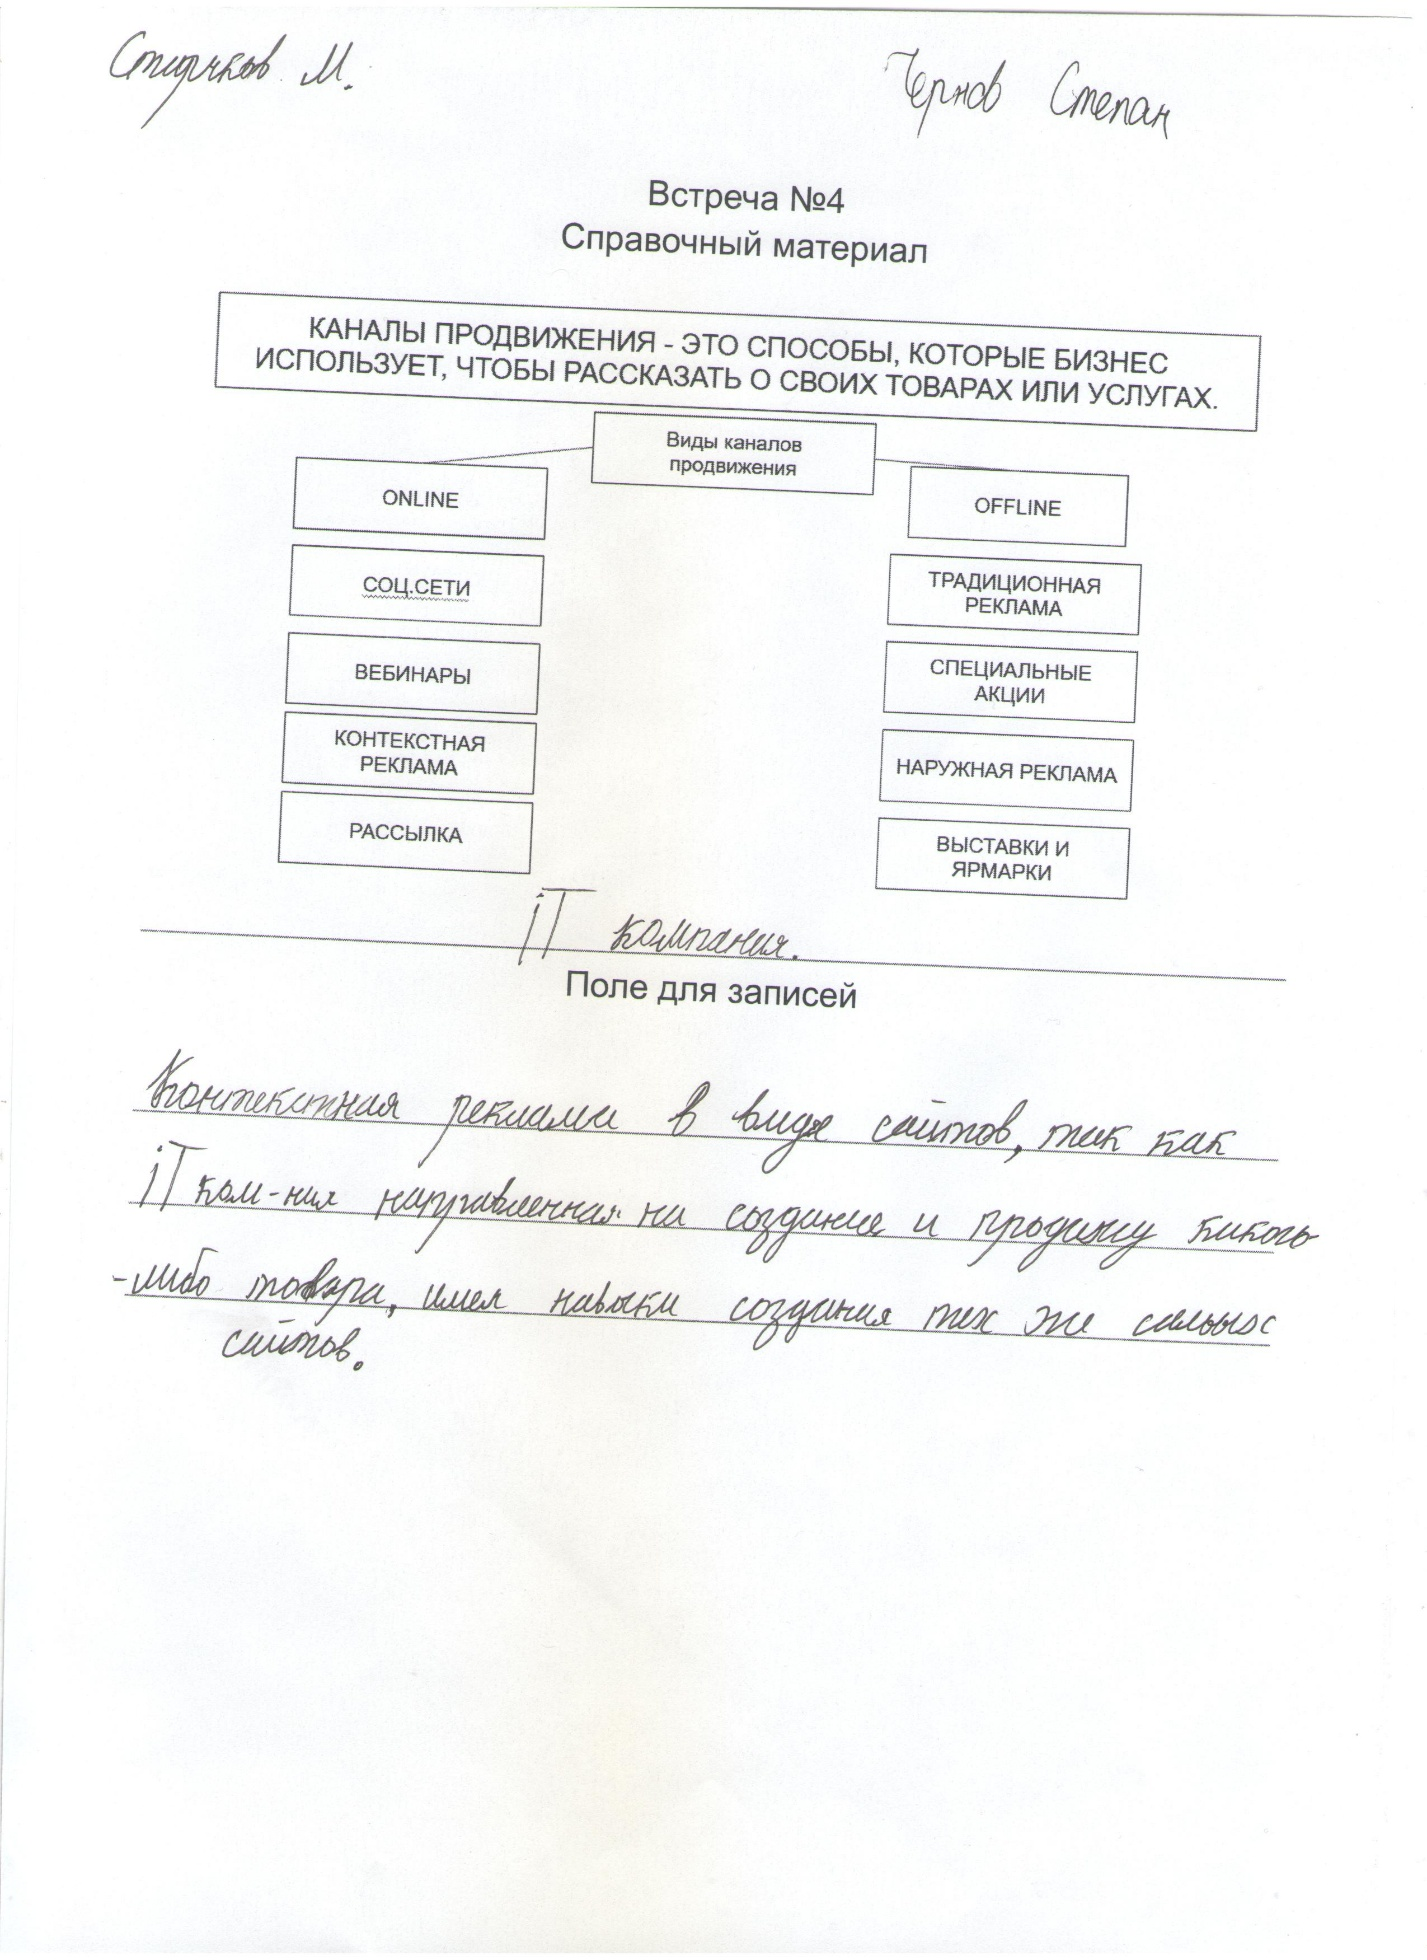 М.
Чернов Степан
Встреча №4
Справочный материал
КАНАЛЫ ПРОДВИЖЕНИЯ - ЭТО СПОСОБЫ, КОТОРЫЕ БИЗНЕС
ИСПОЛЬЗУЕТ, ЧТОБЫ РАССКАЗАТЬ О СВОИХ ТОВАРАХ ИЛИ УСЛУГАХ.
Виды каналов
продвижения
ONLINE
СОЦ.СЕТИ
ВЕБИНАРЫ
КОНТЕКСТНАЯ
РЕКЛАМА
РАССЫЛКА
OFFLINE
ТРАДИЦИОННАЯ
РЕКЛАМА
СПЕЦИАЛЬНЫЕ
АКЦИИ
НАРУЖНАЯ РЕКЛАМА
ВЫСТАВКИ И
ЯРМАРКИ
iT компания.
Поле для записей
Контекстная реклама в виде сайтов, так как
iT ком-ния направленная на создание и продажу какого-
-либо товара, имея навыки создания тех же самых
сайтов.